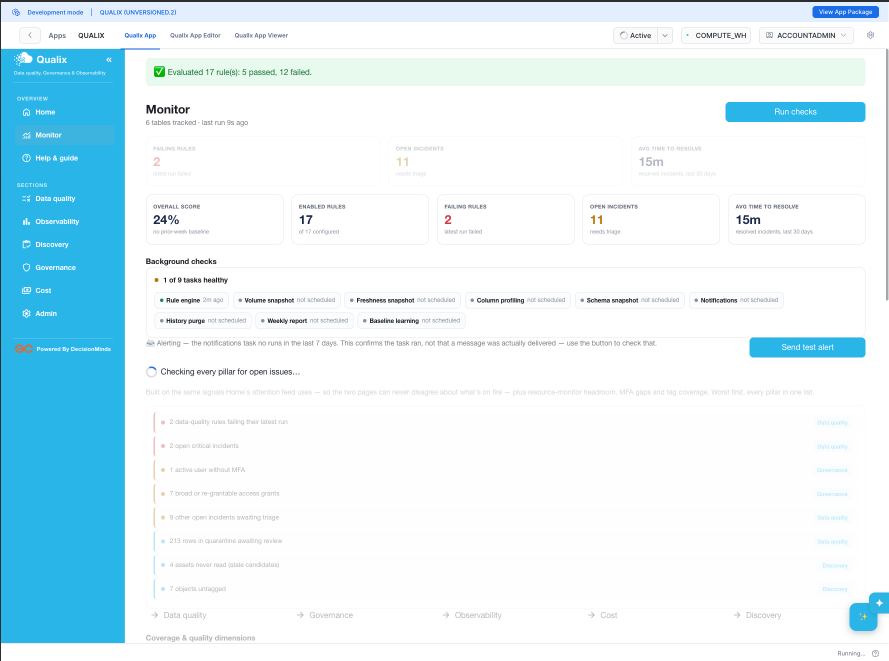 Development mode QUALIX (UNVERSIONED.2) View App Package
Apps QUALIX Qualix App Qualix App Editor Qualix App Viewer Active COMPUTE_WH ACCOUNTADMIN
Qualix «
Data quality, Governance & Observability
OVERVIEW
Home
Monitor
Help & guide
SECTIONS
Data quality
Observability
Discovery
Governance
Cost
Admin
Powered By DecisionMinds
Evaluated 17 rule(s): 5 passed, 12 failed.
Monitor
6 tables tracked · last run 9s ago
Run checks
FAILING RULES OPEN INCIDENTS AVG TIME TO RESOLVE
2 11 15m
latest run failed needs triage resolved incidents, last 30 days
OVERALL SCORE ENABLED RULES FAILING RULES OPEN INCIDENTS AVG TIME TO RESOLVE
24% 17 2 11 15m
no prior-week baseline of 17 configured latest run failed needs triage resolved incidents, last 30 days
Background checks
1 of 9 tasks healthy
Rule engine 2m ago Volume snapshot not scheduled Freshness snapshot not scheduled Column profiling not scheduled Schema snapshot not scheduled Notifications not scheduled
History purge not scheduled Weekly report not scheduled Baseline learning not scheduled
Alerting — the notifications task no runs in the last 7 days. This confirms the task ran, not that a message was actually delivered — use the button to check that.
Send test alert
Checking every pillar for open issues...
Built on the same signals Home's attention feed uses — so the two pages can never disagree about what's on fire — plus resource-monitor headroom, MFA gaps and tag coverage. Worst first, every pillar in one list.
2 data-quality rules failing their latest run Data quality
2 open critical incidents Data quality
1 active user without MFA Governance
7 broad or re-grantable access grants Governance
9 other open incidents awaiting triage Data quality
213 rows in quarantine awaiting review Data quality
4 assets never read (stale candidates) Discovery
7 objects untagged Discovery
→ Data quality → Governance → Observability → Cost → Discovery
Coverage & quality dimensions
Running...